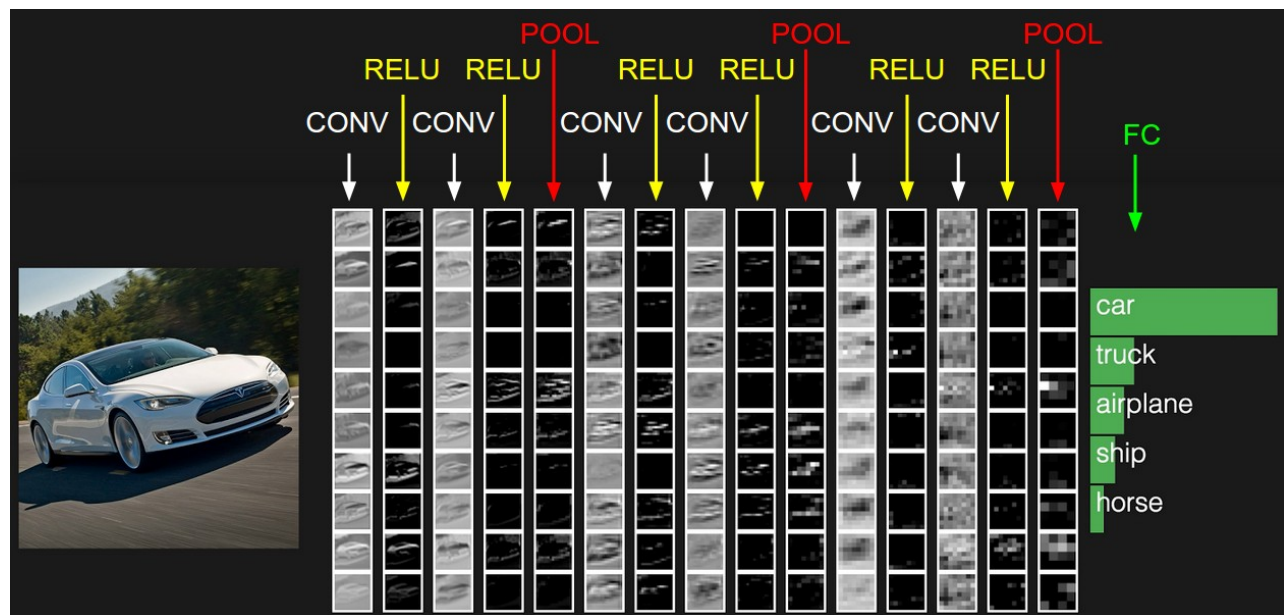 POOL POOL POOL
RELU RELU RELU RELU RELU RELU
CONV CONV CONV CONV CONV CONV
FC
car
truck
airplane
ship
horse